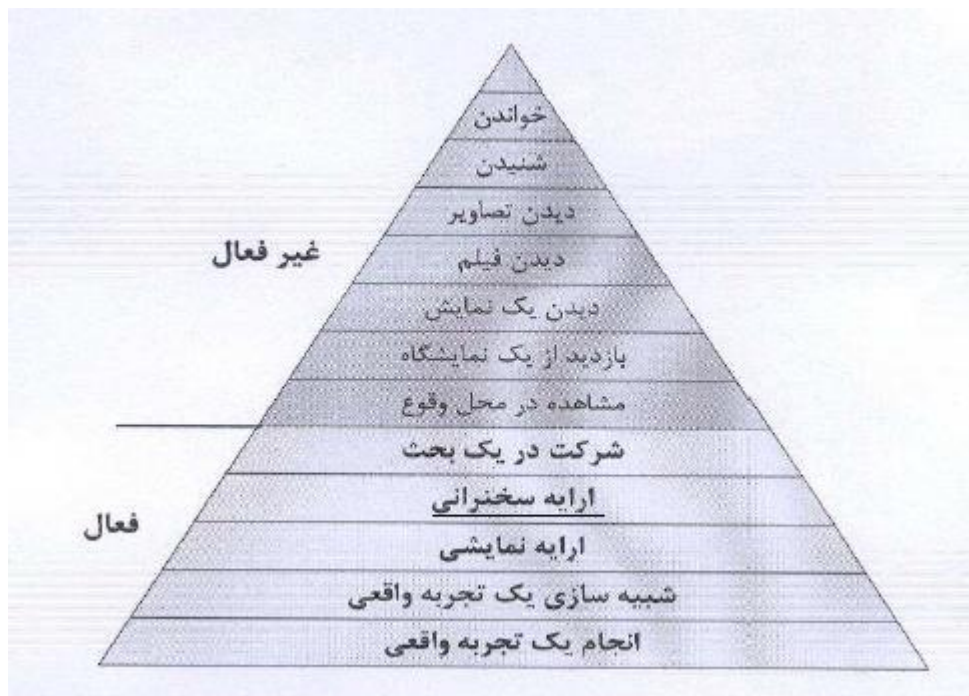 خواندن
شنیدن
دیدن تصاویر
غیر فعال
دیدن فیلم
دیدن یک نمایش
بازدید از یک نمایشگاه
مشاهده در محل وقوع
شرکت در یک بحث
ارایه سخنرانی
فعال
ارایه نمایشی
شبیه سازی یک تجربه واقعی
انجام یک تجربه واقعی